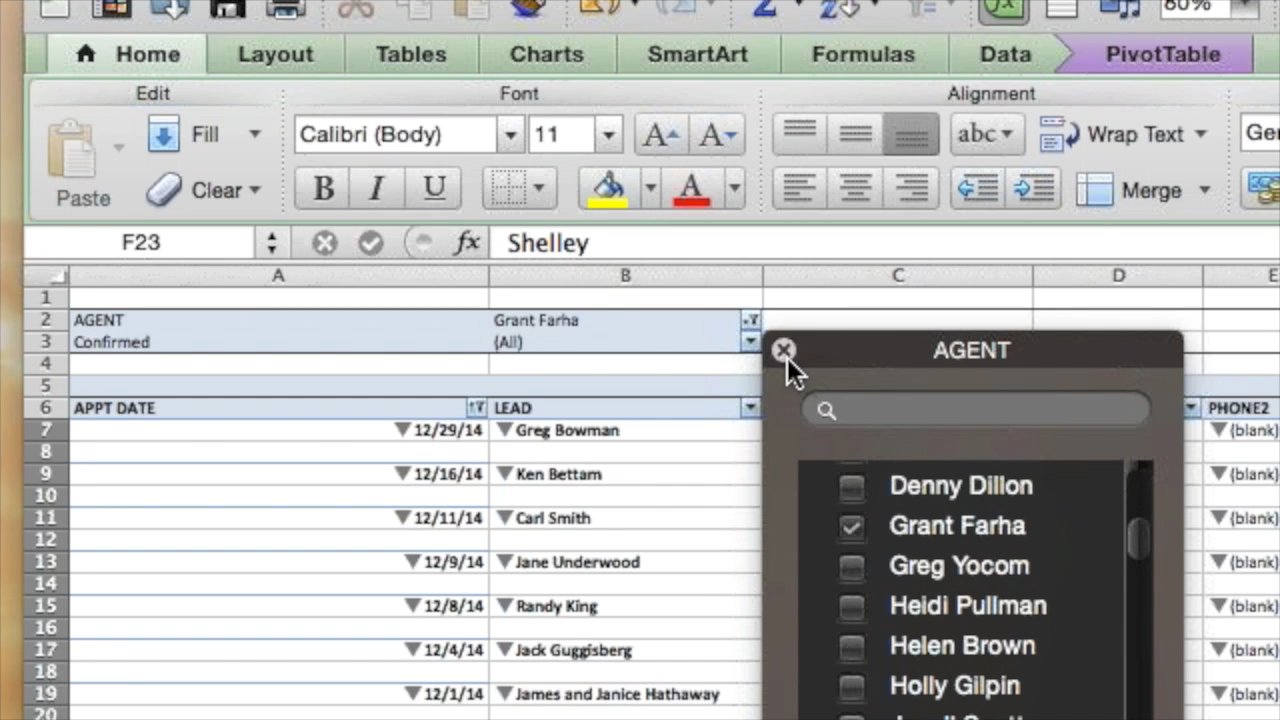 80%
Home Layout Tables Charts SmartArt Formulas Data PivotTable
Edit Font Alignment
Paste Fill Calibri (Body) 11 A A abc Wrap Text
Clear B I U A Merge
F23 fx Shelley
A B C D E
1
2 AGENT Grant Farha
3 Confirmed (All)
4 AGENT
5
6 APPT DATE LEAD PHONE2
7 12/29/14 Greg Bowman (blank)
8
9 12/16/14 Ken Bettam (blank)
10
11 12/11/14 Carl Smith (blank)
12
13 12/9/14 Jane Underwood (blank)
14
15 12/8/14 Randy King (blank)
16
17 12/4/14 Jack Guggisberg (blank)
18
19 12/1/14 James and Janice Hathaway (blank)
20
Denny Dillon
Grant Farha
Greg Yocom
Heidi Pullman
Helen Brown
Holly Gilpin